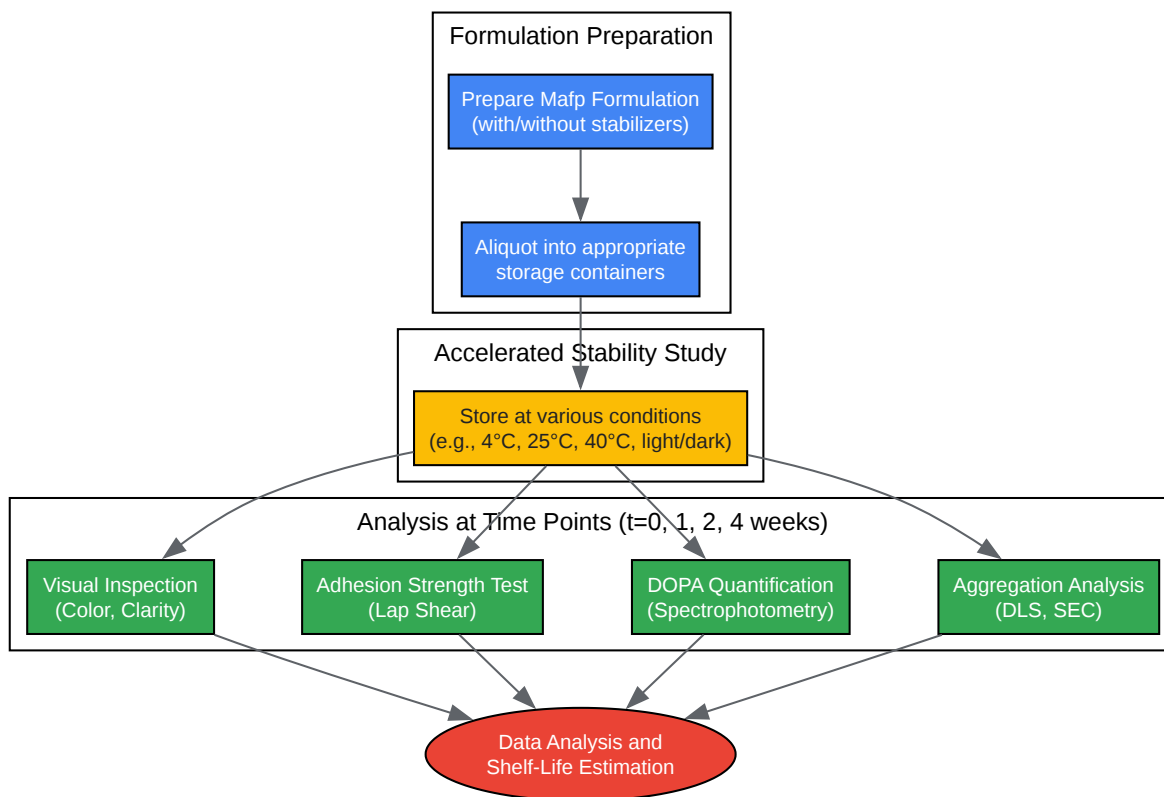 Formulation Preparation
Prepare Mafp Formulation
(with/without stabilizers)
Aliquot into appropriate
storage containers
Accelerated Stability Study
Store at various conditions
(e.g., 4°C, 25°C, 40°C, light/dark)
Analysis at Time Points (t=0, 1, 2, 4 weeks)
Visual Inspection
(Color, Clarity)
Adhesion Strength Test
(Lap Shear)
DOPA Quantification
(Spectrophotometry)
Aggregation Analysis
(DLS, SEC)
Data Analysis and
Shelf-Life Estimation